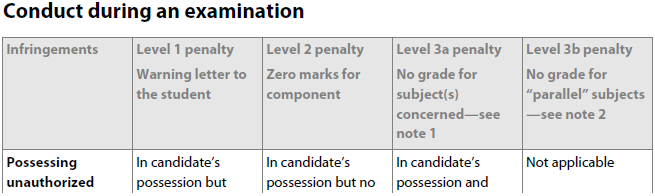 Conduct during an examination
Infringements
Level 1 penalty
Warning letter to
the student
Level 2 penalty
Zero marks for
component
Level 3a penalty
No grade for
subject(s)
concerned—see
note 1
Level 3b penalty
No grade for
“parallel” subjects
—see note 2
Possessing
unauthorized
In candidate’s
possession but
In candidate’s
possession but no
In candidate’s
possession and
Not applicable